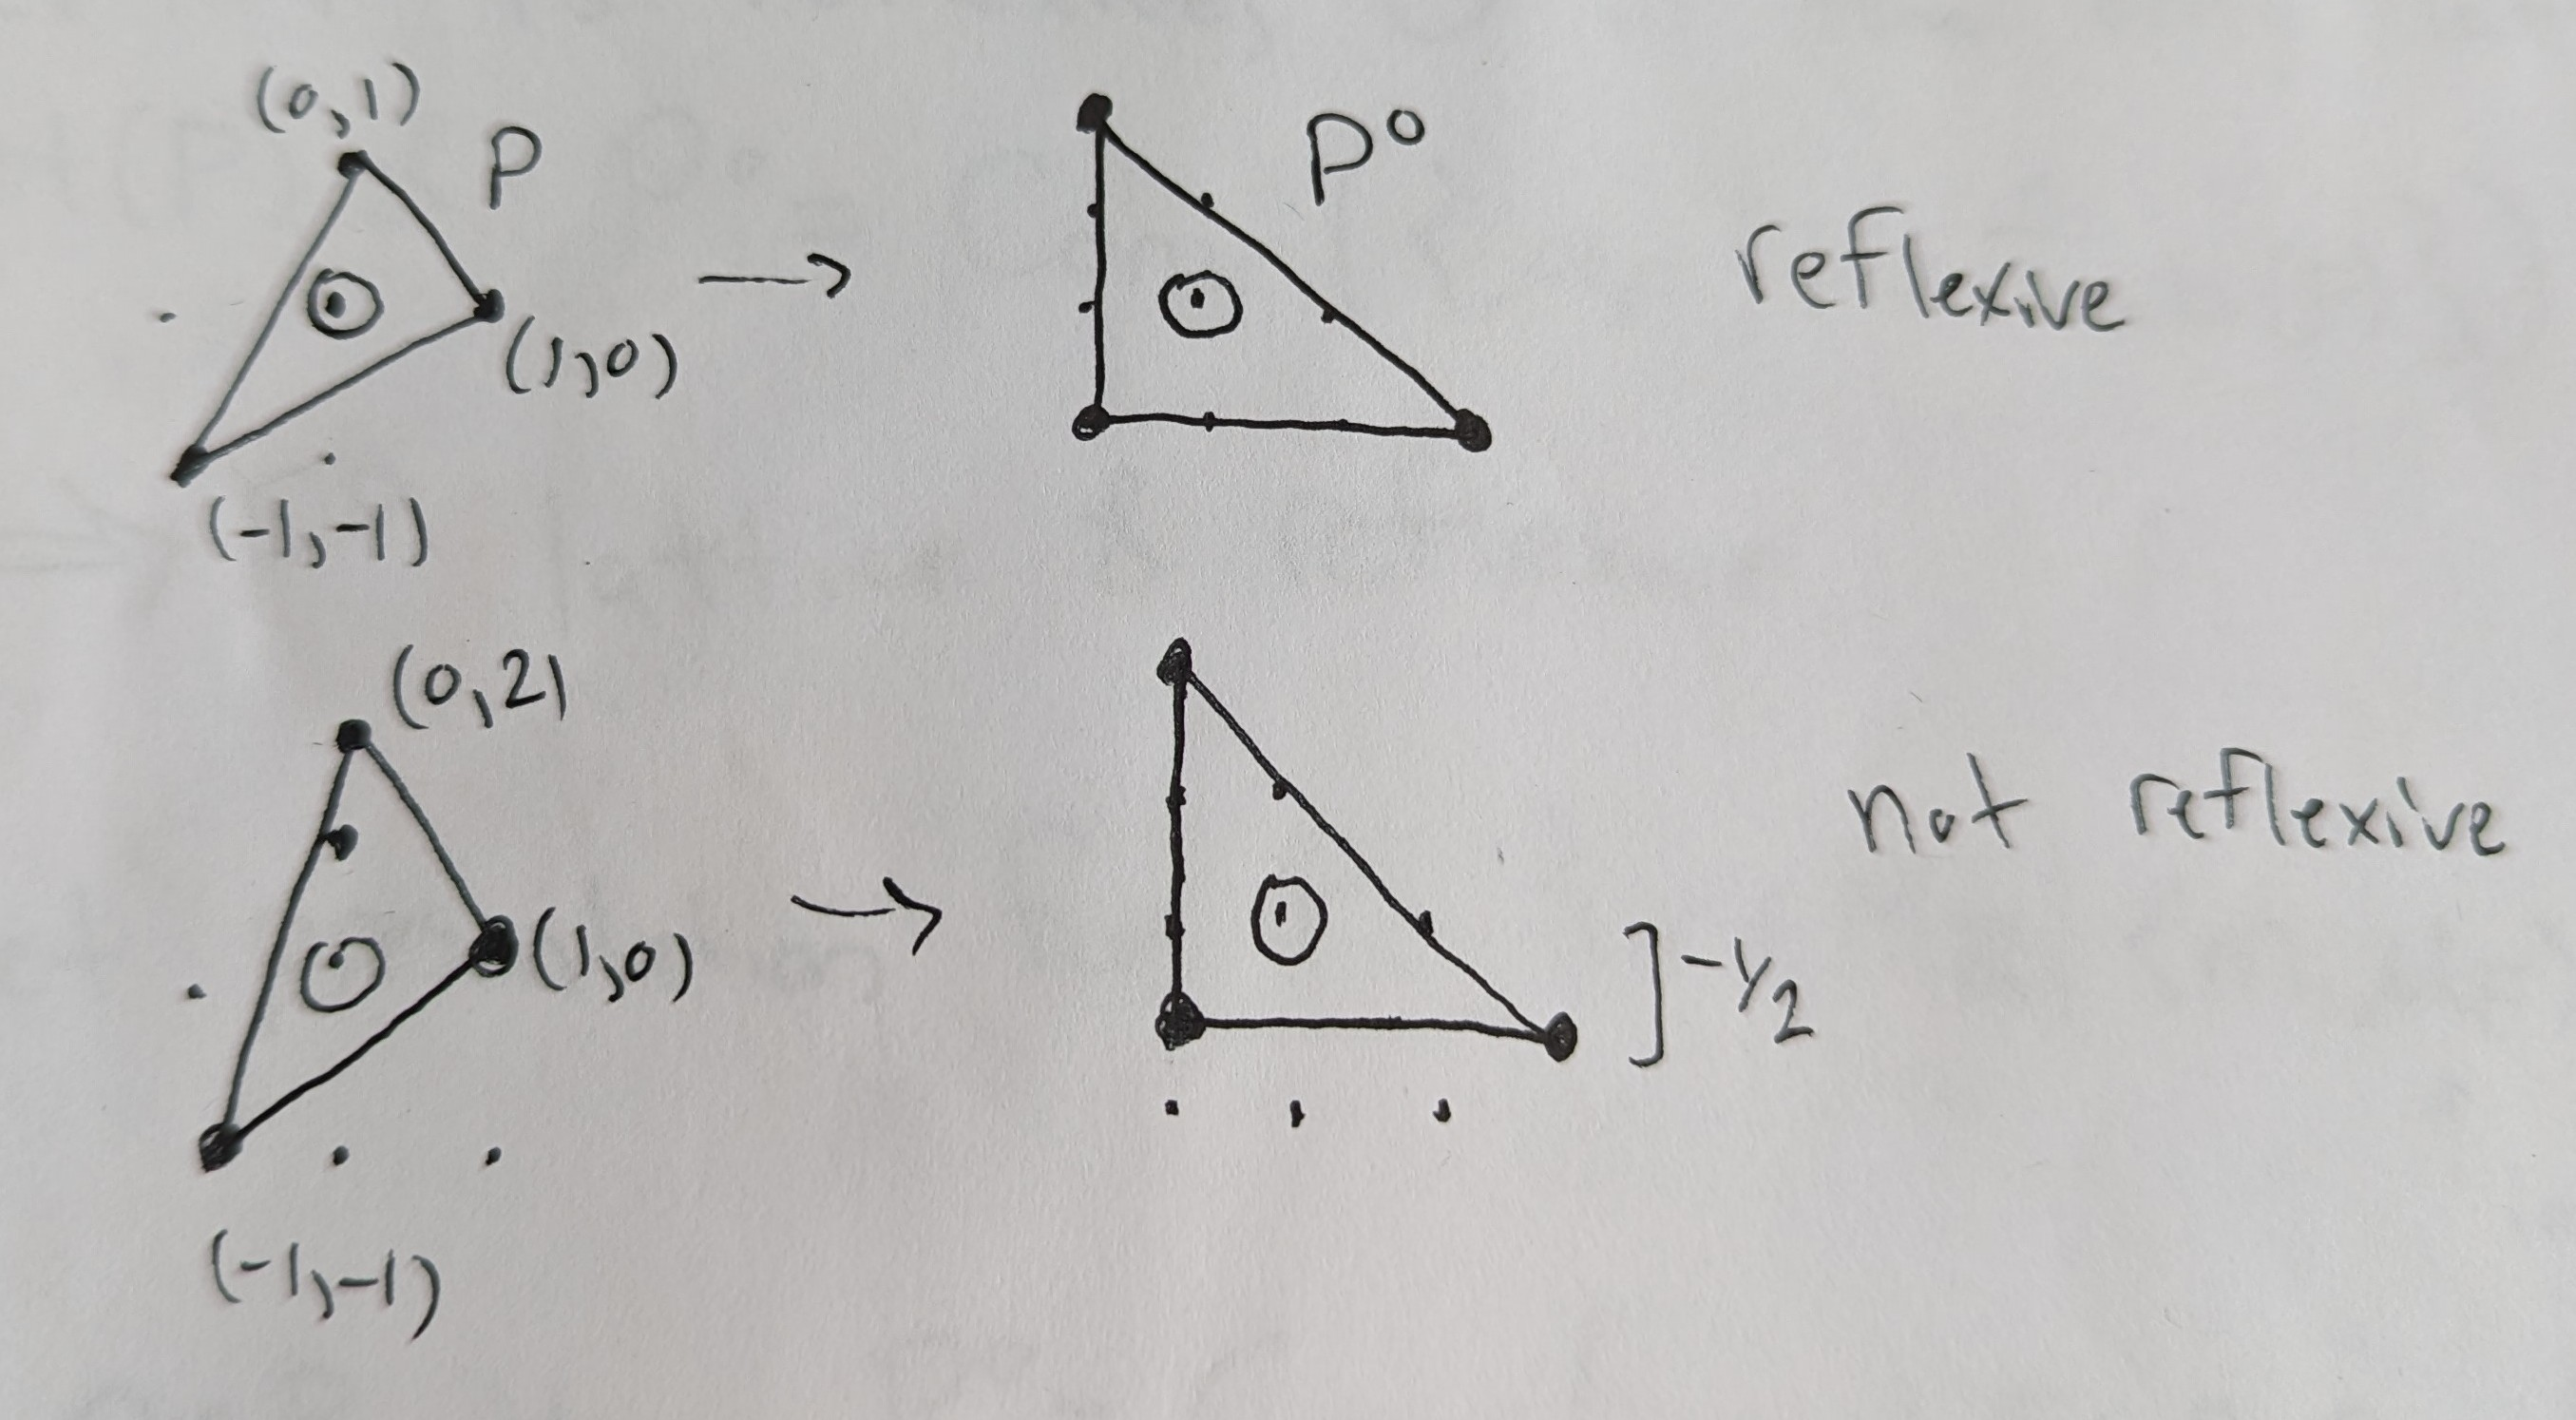 (0,1)
P
P°
(1,0)
reflexive
(-1,-1)
(0,2)
not reflexive
(1,0)
]-1/2
(-1,-1)